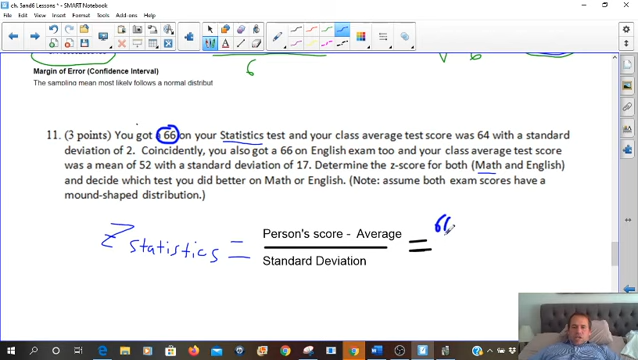 ch. 5and6 Lessons * - SMART Notebook
File Edit View Insert Format Tools Add-ons Help
6
6
Margin of Error (Confidence Interval)
The sampling mean most likely follows a normal distribut
11. (3 points) You got a 66 on your Statistics test and your class average test score was 64 with a standard
deviation of 2. Coincidently, you also got a 66 on English exam too and your class average test score
was a mean of 52 with a standard deviation of 17. Determine the z-score for both (Math and English)
and decide which test you did better on Math or English. (Note: assume both exam scores have a
mound-shaped distribution.)
Z statistics = Person's score - Average = 66
Standard Deviation